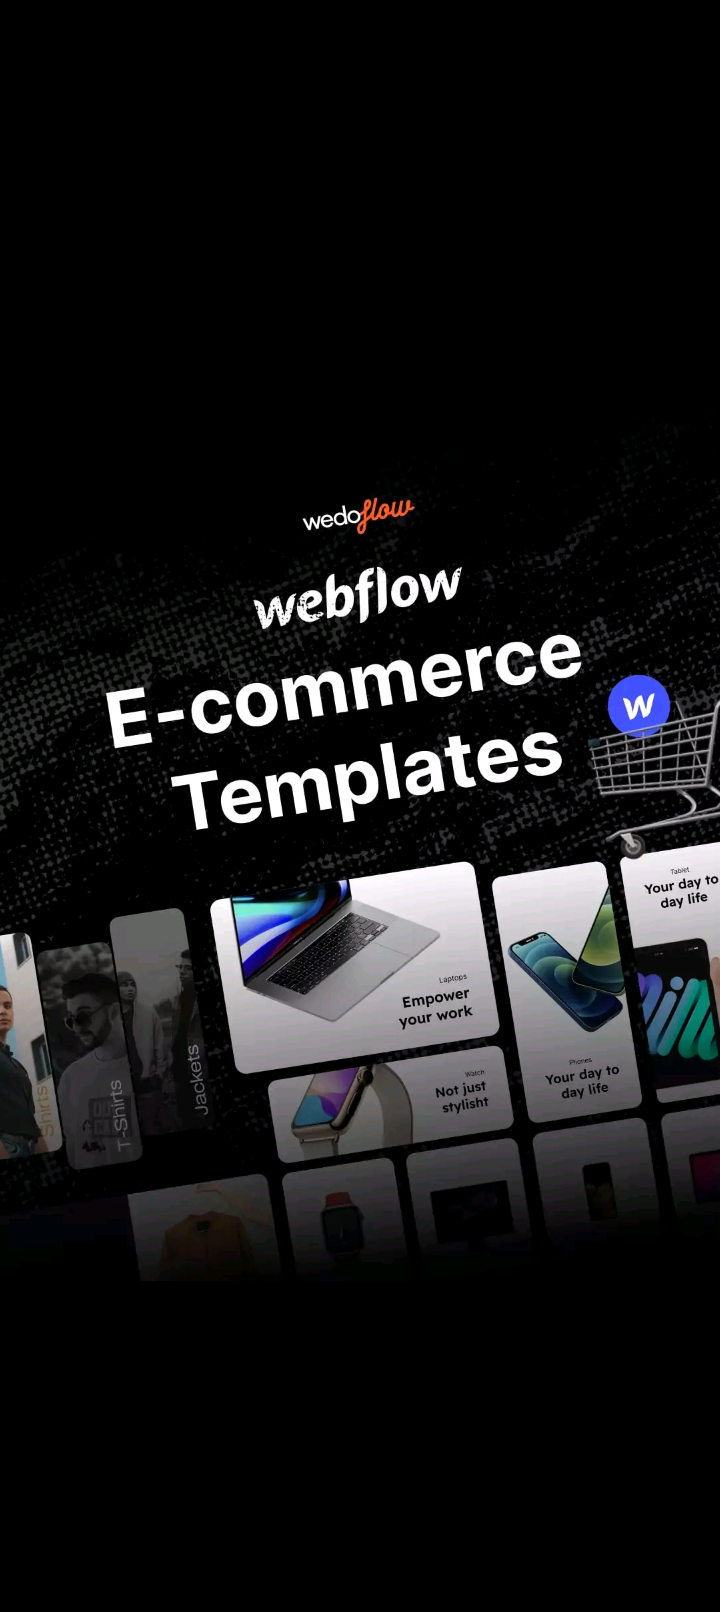 wedoflow
webflow
E-commerce
Templates
W
Tablet
Your day to
day life
Laptops
Empower
your work
Phones
Your day to
day life
Watch
Not just
stylisht
Shirts
T-Shirts
Jackets